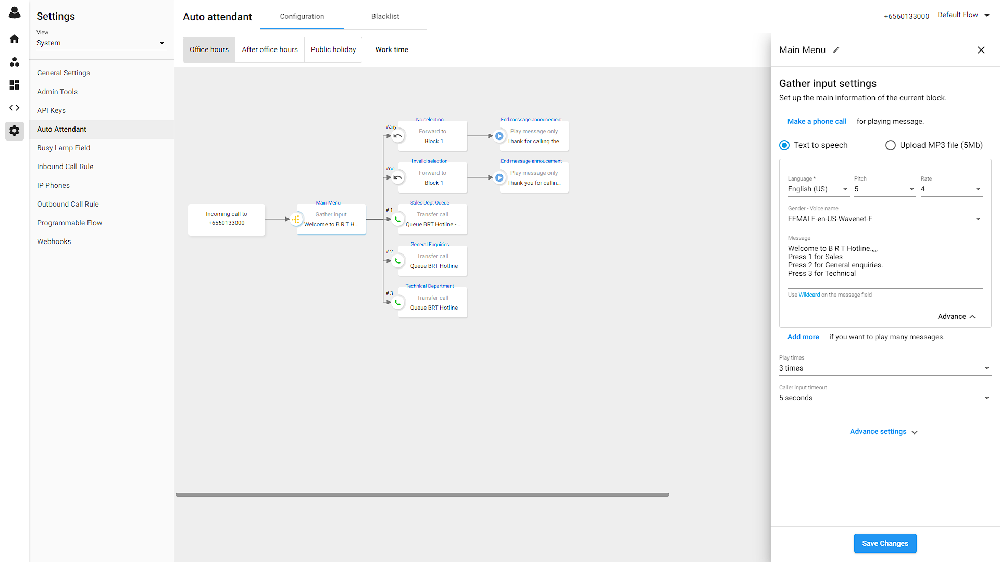 Settings
View
System
General Settings
Admin Tools
API Keys
Auto Attendant
Busy Lamp Field
Inbound Call Rule
IP Phones
Outbound Call Rule
Programmable Flow
Webhooks
Auto attendant
Configuration
Blacklist
+6560133000
Default Flow
Office hours
After office hours
Public holiday
Work time
Incoming call to
+6560133000
Main Menu
Gather input
Welcome to B R T H...
#any
No selection
Forward to
Block 1
End message annoucement
Play message only
Thank for calling the...
#no
Invalid selection
Forward to
Block 1
End message annoucement
Play message only
Thank you for callin...
# 1
Sales Dept Queue
Transfer call
Queue BRT Hotline - ...
# 2
General Enquiries
Transfer call
Queue BRT Hotline
# 3
Technical Department
Transfer call
Queue BRT Hotline
Main Menu
Gather input settings
Set up the main information of the current block.
Make a phone call for playing message.
Text to speech
Upload MP3 file (5Mb)
Language *
English (US)
Pitch
5
Rate
4
Gender - Voice name
FEMALE-en-US-Wavenet-F
Message
Welcome to B R T Hotline.,,,,
Press 1 for Sales
Press 2 for General enquiries.
Press 3 for Technical
Use Wildcard on the message field
Advance
Add more if you want to play many messages.
Play times
3 times
Caller input timeout
5 seconds
Advance settings
Save Changes